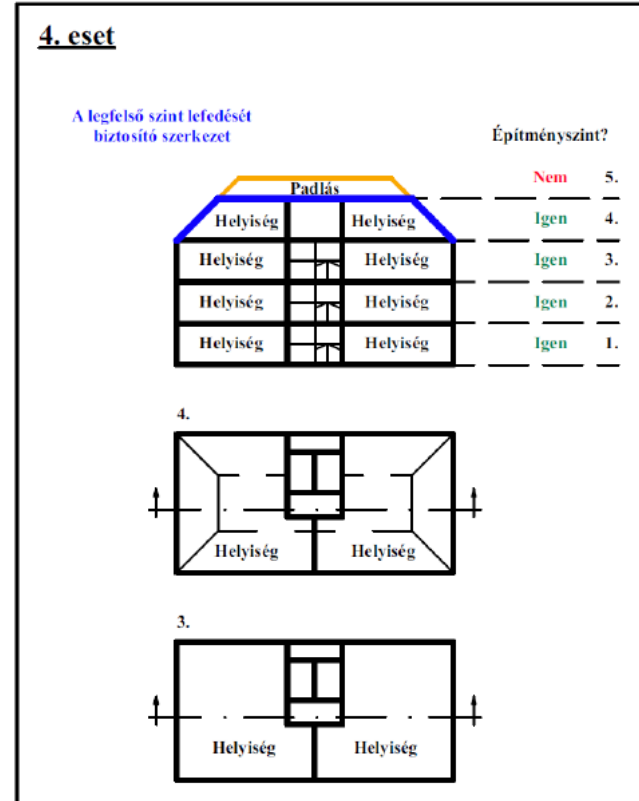 4. eset
A legfelső szint lefedését
biztosító szerkezet
Építményszint?
Padlás
Nem 5.
Helyiség Helyiség Igen 4.
Helyiség Helyiség Igen 3.
Helyiség Helyiség Igen 2.
Helyiség Helyiség Igen 1.
4.
Helyiség Helyiség
3.
Helyiség Helyiség